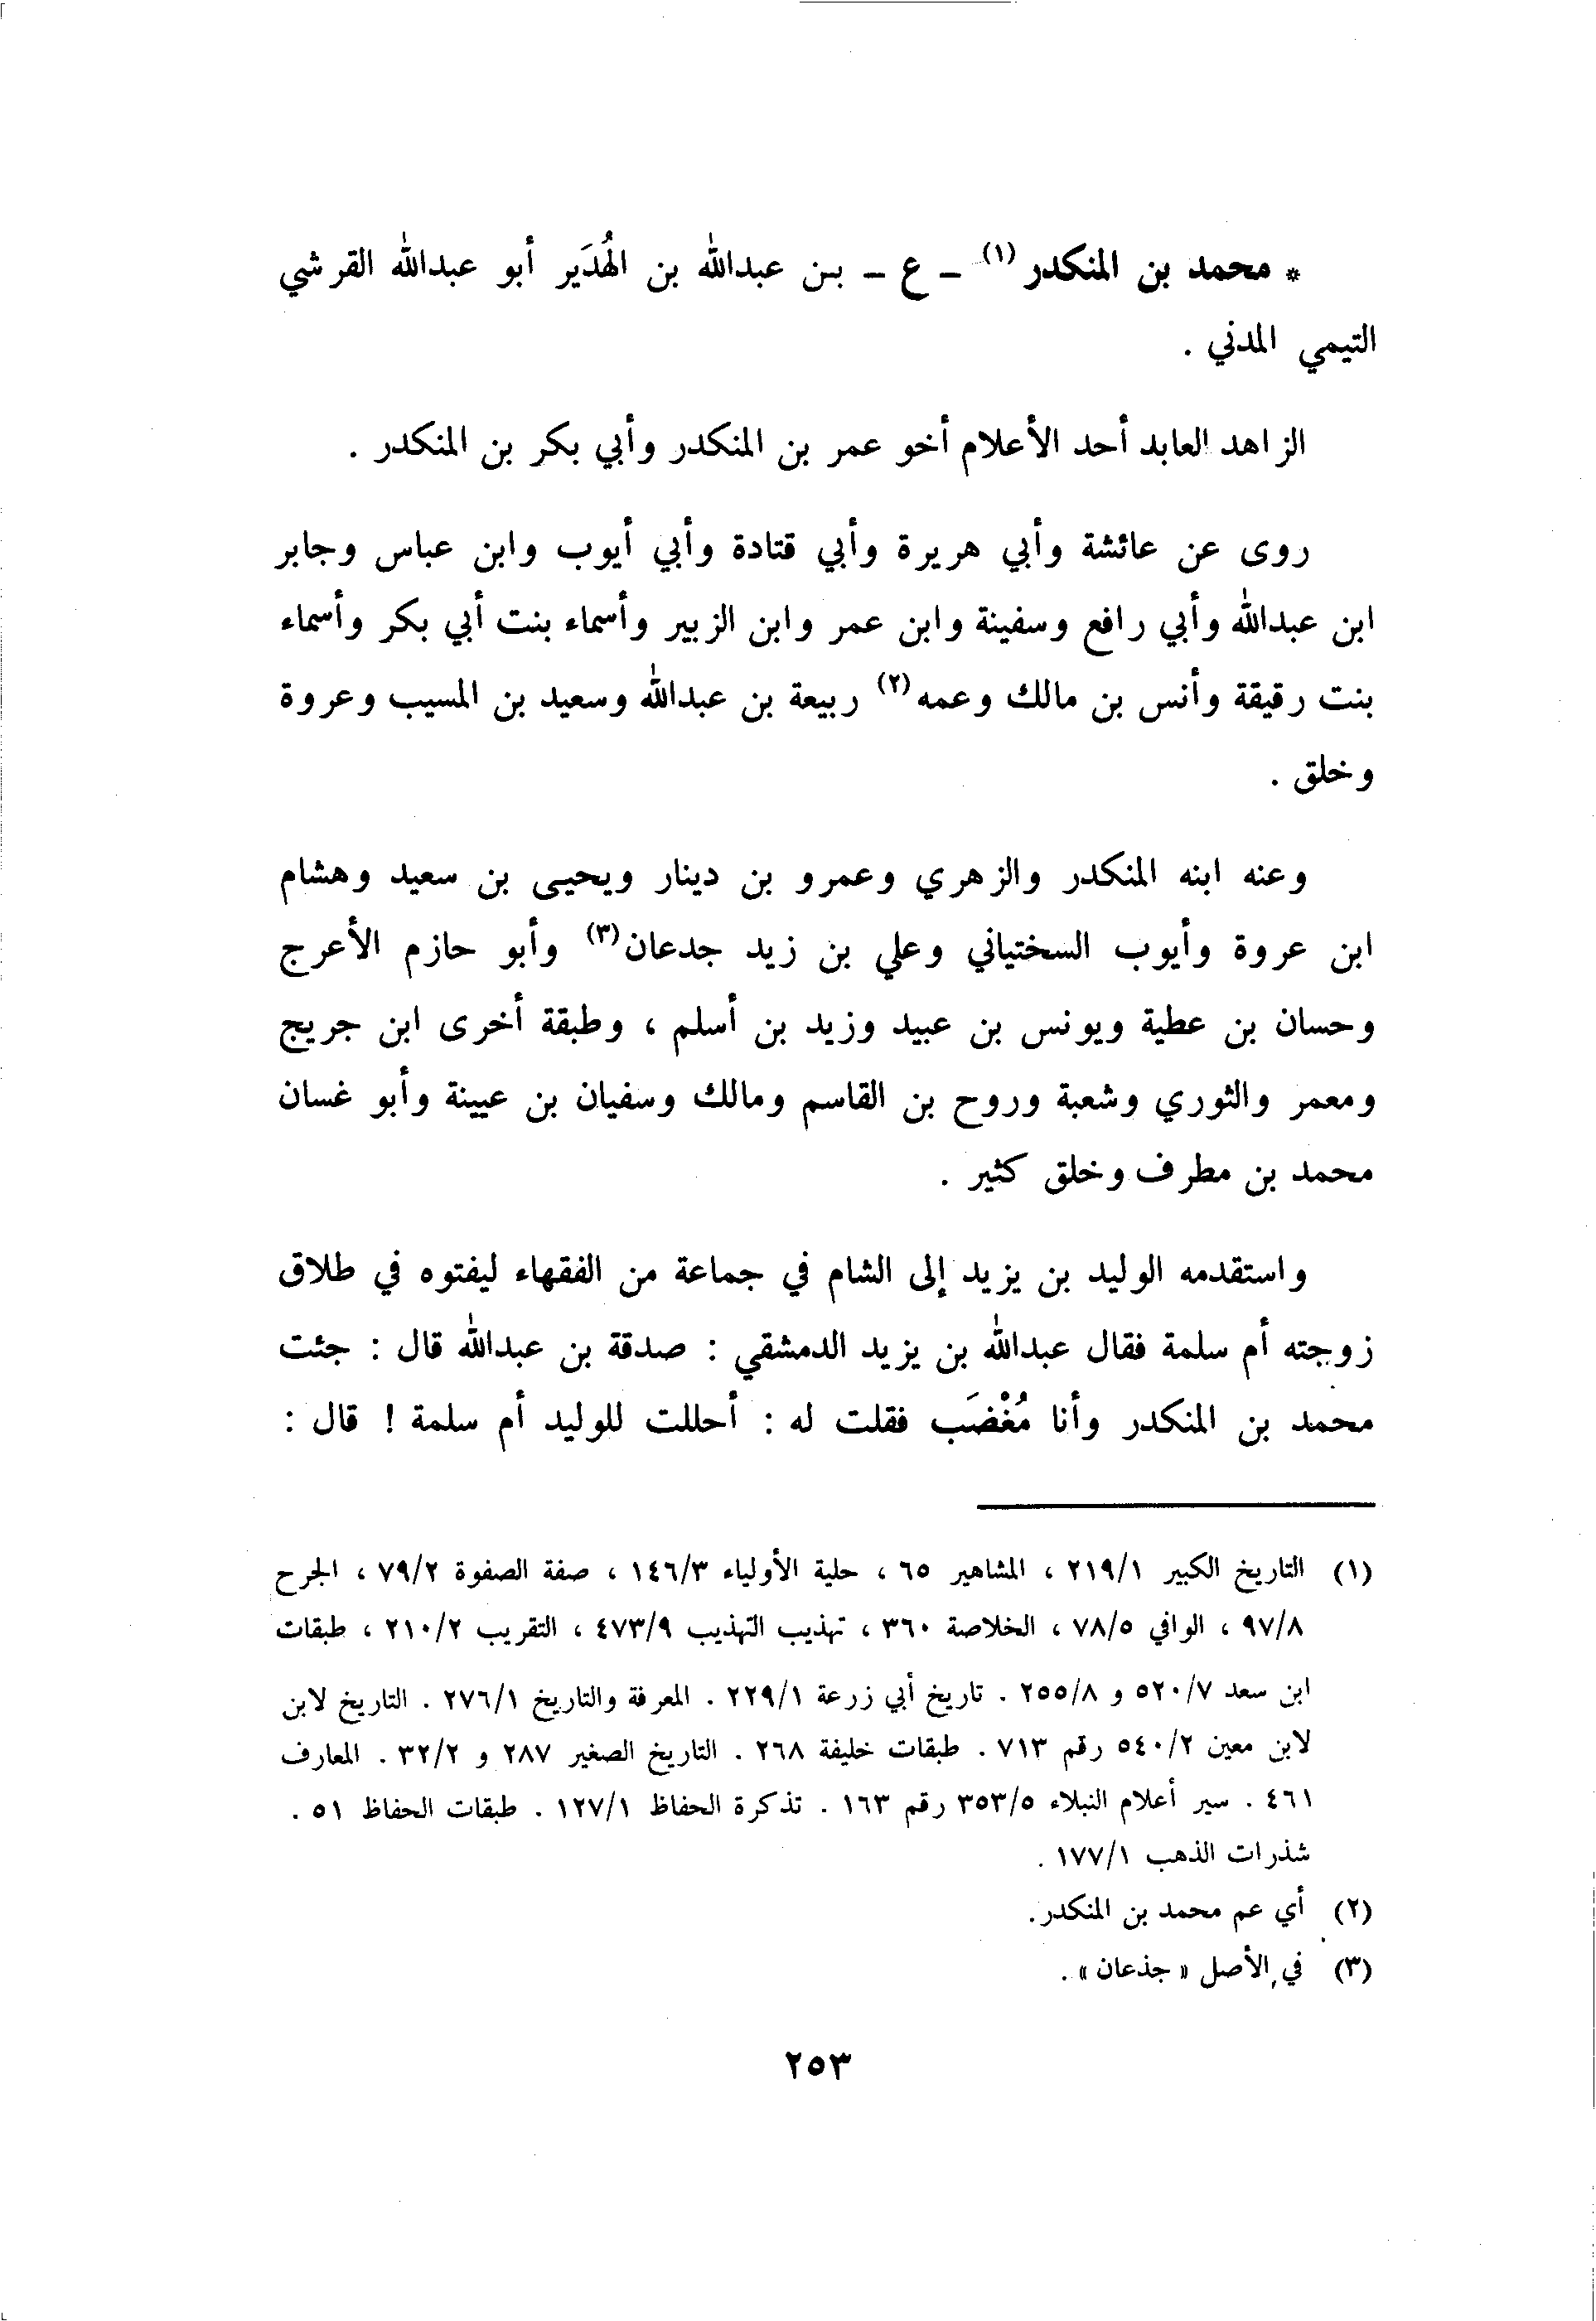 * محمد بن المنكدر (١) - ع - بن عبدالله بن الهُدَير أبو عبدالله القرشي
التيمي المدني .
الزاهد العابد أحد الأعلام أخو عمر بن المنكدر وأبي بكر بن المنكدر .
روى عن عائشة وأبي هريرة وأبي قتادة وأبي أيوب وابن عباس وجابر
ابن عبدالله وأبي رافع وسفينة وابن عمر وابن الزبير وأسماء بنت أبي بكر وأسماء
بنت رقيقة وأنس بن مالك وعمه (٢) ربيعة بن عبدالله وسعيد بن المسيب وعروة
وخلق .
وعنه ابنه المنكدر والزهري وعمرو بن دينار ويحيى بن سعيد وهشام
ابن عروة وأيوب السختياني وعلي بن زيد جدعان (٣) وأبو حازم الأعرج
وحسان بن عطية ويونس بن عبيد وزيد بن أسلم ، وطبقة أخرى ابن جريج
ومعمر والثوري وشعبة وروح بن القاسم ومالك وسفيان بن عيينة وأبو غسان
محمد بن مطرف وخلق كثير .
واستقدمه الوليد بن يزيد إلى الشام في جماعة من الفقهاء ليفتوه في طلاق
زوجته أم سلمة فقال عبدالله بن يزيد الدمشقي : صدقة بن عبدالله قال : جئت
محمد بن المنكدر وأنا مُغْضَب فقلت له : أحللت للوليد أم سلمة ! قال :
(١) التاريخ الكبير ٢١٩/١ ، المشاهير ٦٥ ، حلية الأولياء ١٤٦/٣ ، صفة الصفوة ٧٩/٢ ، الجرح
٩٧/٨ ، الوافي ٧٨/٥ ، الخلاصة ٣٦٠ ، تهذيب التهذيب ٤٧٣/٩ ، التقريب ٢١٠/٢ ، طبقات
ابن سعد ٥٢٠/٧ و ٢٥٥/٨ . تاريخ أبي زرعة ٢٢٩/١ . المعرفة والتاريخ ٢٧٦/١ . التاريخ لابن
لابن معين ٥٤٠/٢ رقم ٧١٣ . طبقات خليفة ٢٦٨ . التاريخ الصغير ٢٨٧ و ٣٢/٢ . المعارف
٤٦١ . سير أعلام النبلاء ٣٥٣/٥ رقم ١٦٣ . تذكرة الحفاظ ١٢٧/١ . طبقات الحفاظ ٥١ .
شذرات الذهب ١٧٧/١ .
(٢) أي عم محمد بن المنكدر.
(٣) في الأصل « جذعان » .
٢٥٣